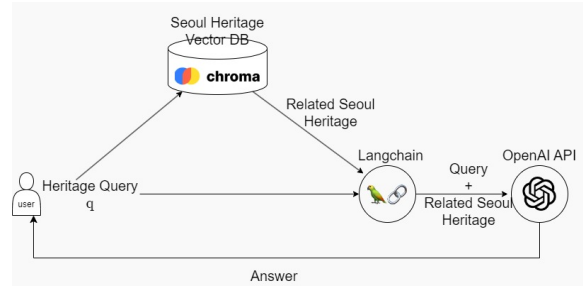 Seoul Heritage
Vector DB
chroma
Related Seoul
Heritage
Langchain
OpenAI API
Query
+
Related Seoul
Heritage
user
Heritage Query
q
Answer